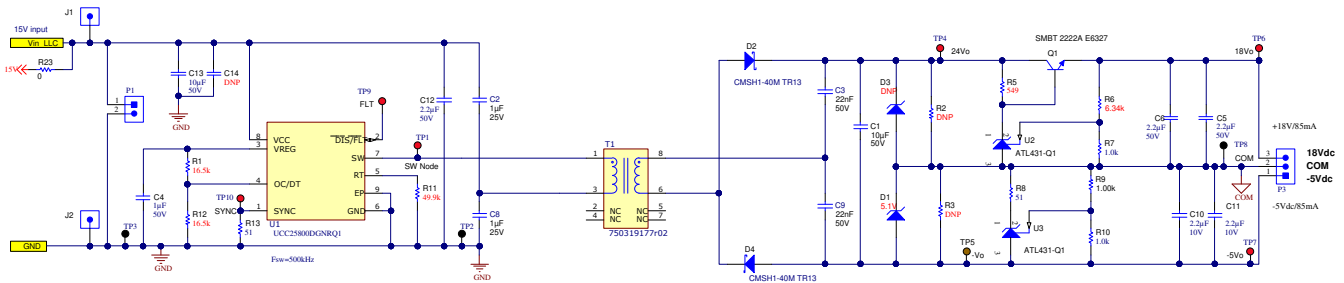 J1
15V input
Vin LLC
15V
R23
0
P1
1
2
C13
10µF
50V
C14
DNP
GND
C4
1µF
50V
R1
16.5k
R12
16.5k
TP10
SYNC
R13
51
J2
TP3
GND
GND
8
VCC
3
VREG
4
OC/DT
1
SYNC
DIS/FLT
2
SW
7
RT
5
EP
9
GND
6
U1
UCC25800DGNRQ1
Fsw=500kHz
TP9
FLT
TP1
SW Node
R11
49.9k
C12
2.2µF
50V
C2
1µF
25V
C8
1µF
25V
TP2
GND
T1
1
3
2
4
NC
NC
8
6
NC
NC
5
7
750319177r02
D2
CMSH1-40M TR13
D4
CMSH1-40M TR13
C3
22nF
50V
C9
22nF
50V
C1
10µF
50V
D3
DNP
D1
5.1V
R2
DNP
R3
DNP
TP4
24Vo
TP5
-Vo
SMBT 2222A E6327
Q1
R5
549
U2
ATL431-Q1
1
3
R6
6.34k
R7
1.0k
R8
51
R9
1.00k
U3
ATL431-Q1
3
R10
1.0k
C6
2.2µF
50V
C5
2.2µF
50V
C10
2.2µF
10V
C11
2.2µF
10V
TP6
18Vo
TP8
COM
COM
TP7
-5Vo
+18V/85mA
3
2
1
P3
18Vdc
COM
-5Vdc
-5Vdc/85mA